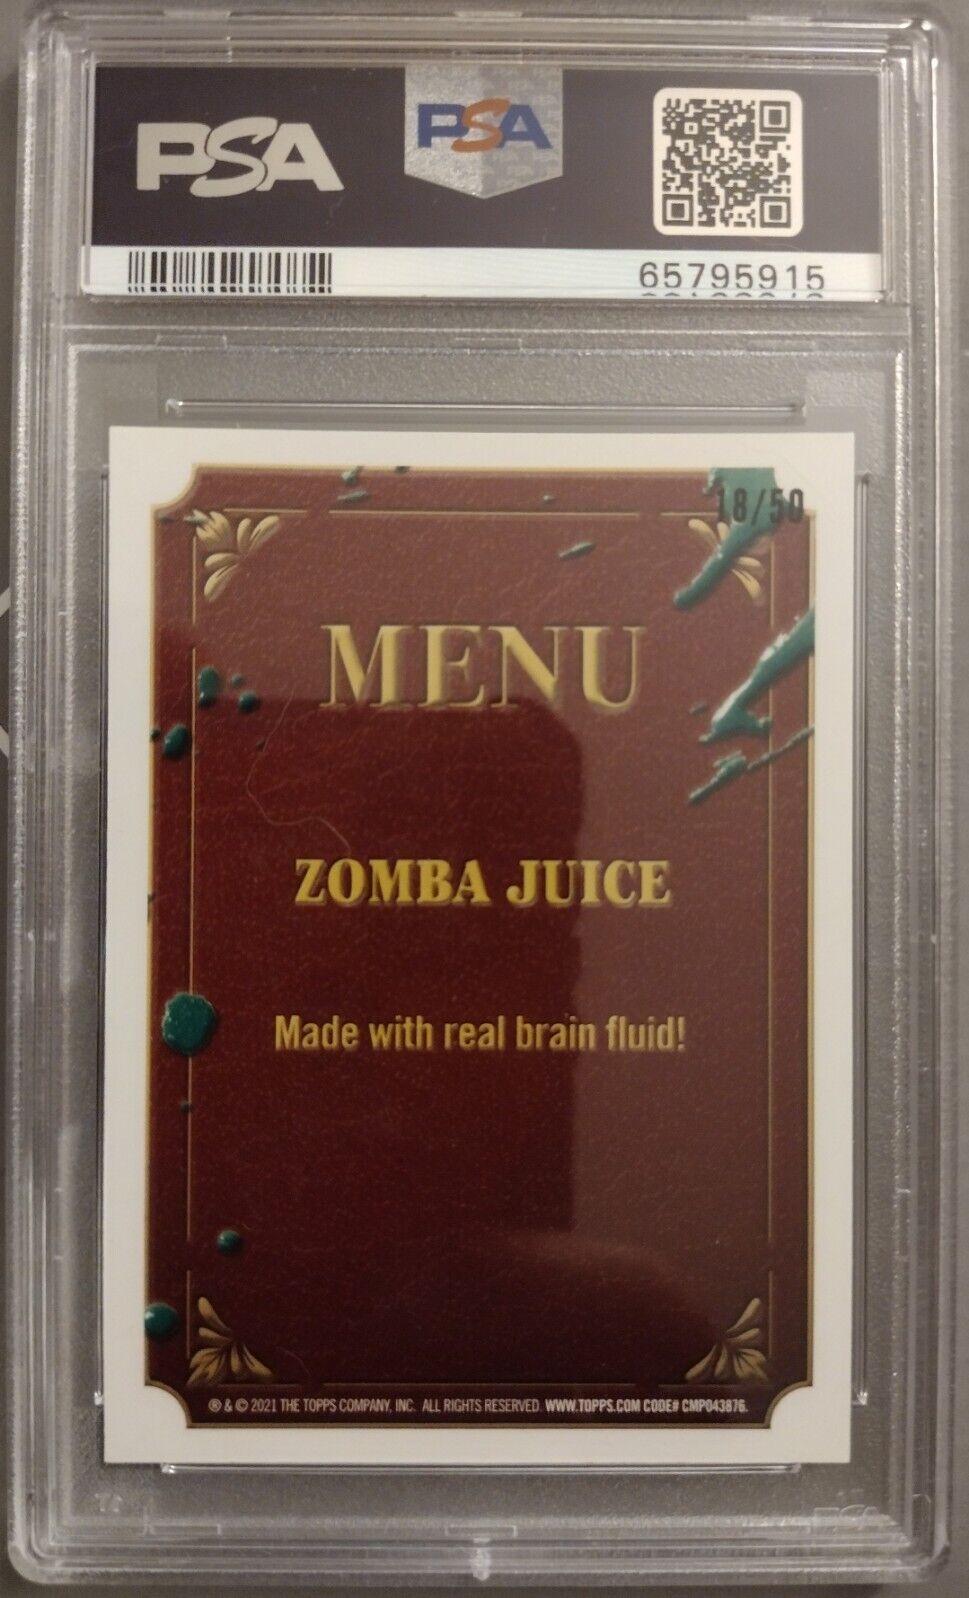 PSA
PSA
65795915
18/50
MENU
ZOMBA JUICE
Made with real brain fluid!
® & © 2021 THE TOPPS COMPANY, INC. ALL RIGHTS RESERVED. WWW.TOPPS.COM CODE# CMP043876.